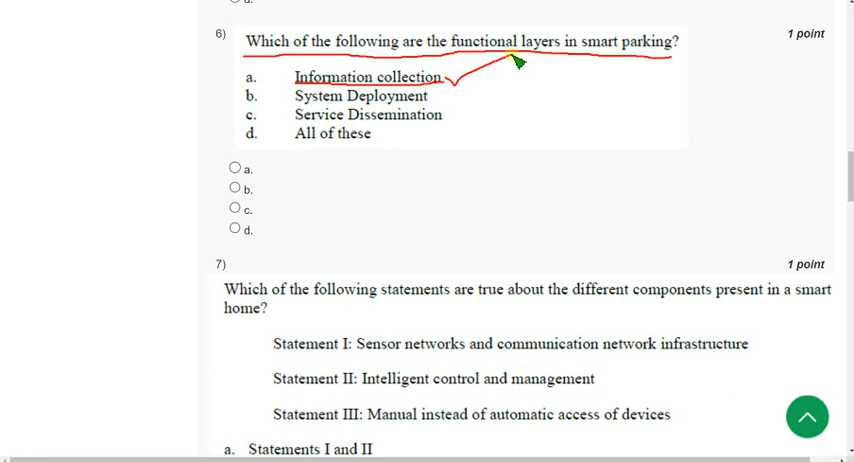 6)
1 point
Which of the following are the functional layers in smart parking?
a. Information collection
b. System Deployment
c. Service Dissemination
d. All of these
a.
b.
c.
d.
7)
1 point
Which of the following statements are true about the different components present in a smart
home?
Statement I: Sensor networks and communication network infrastructure
Statement II: Intelligent control and management
Statement III: Manual instead of automatic access of devices
a. Statements I and II